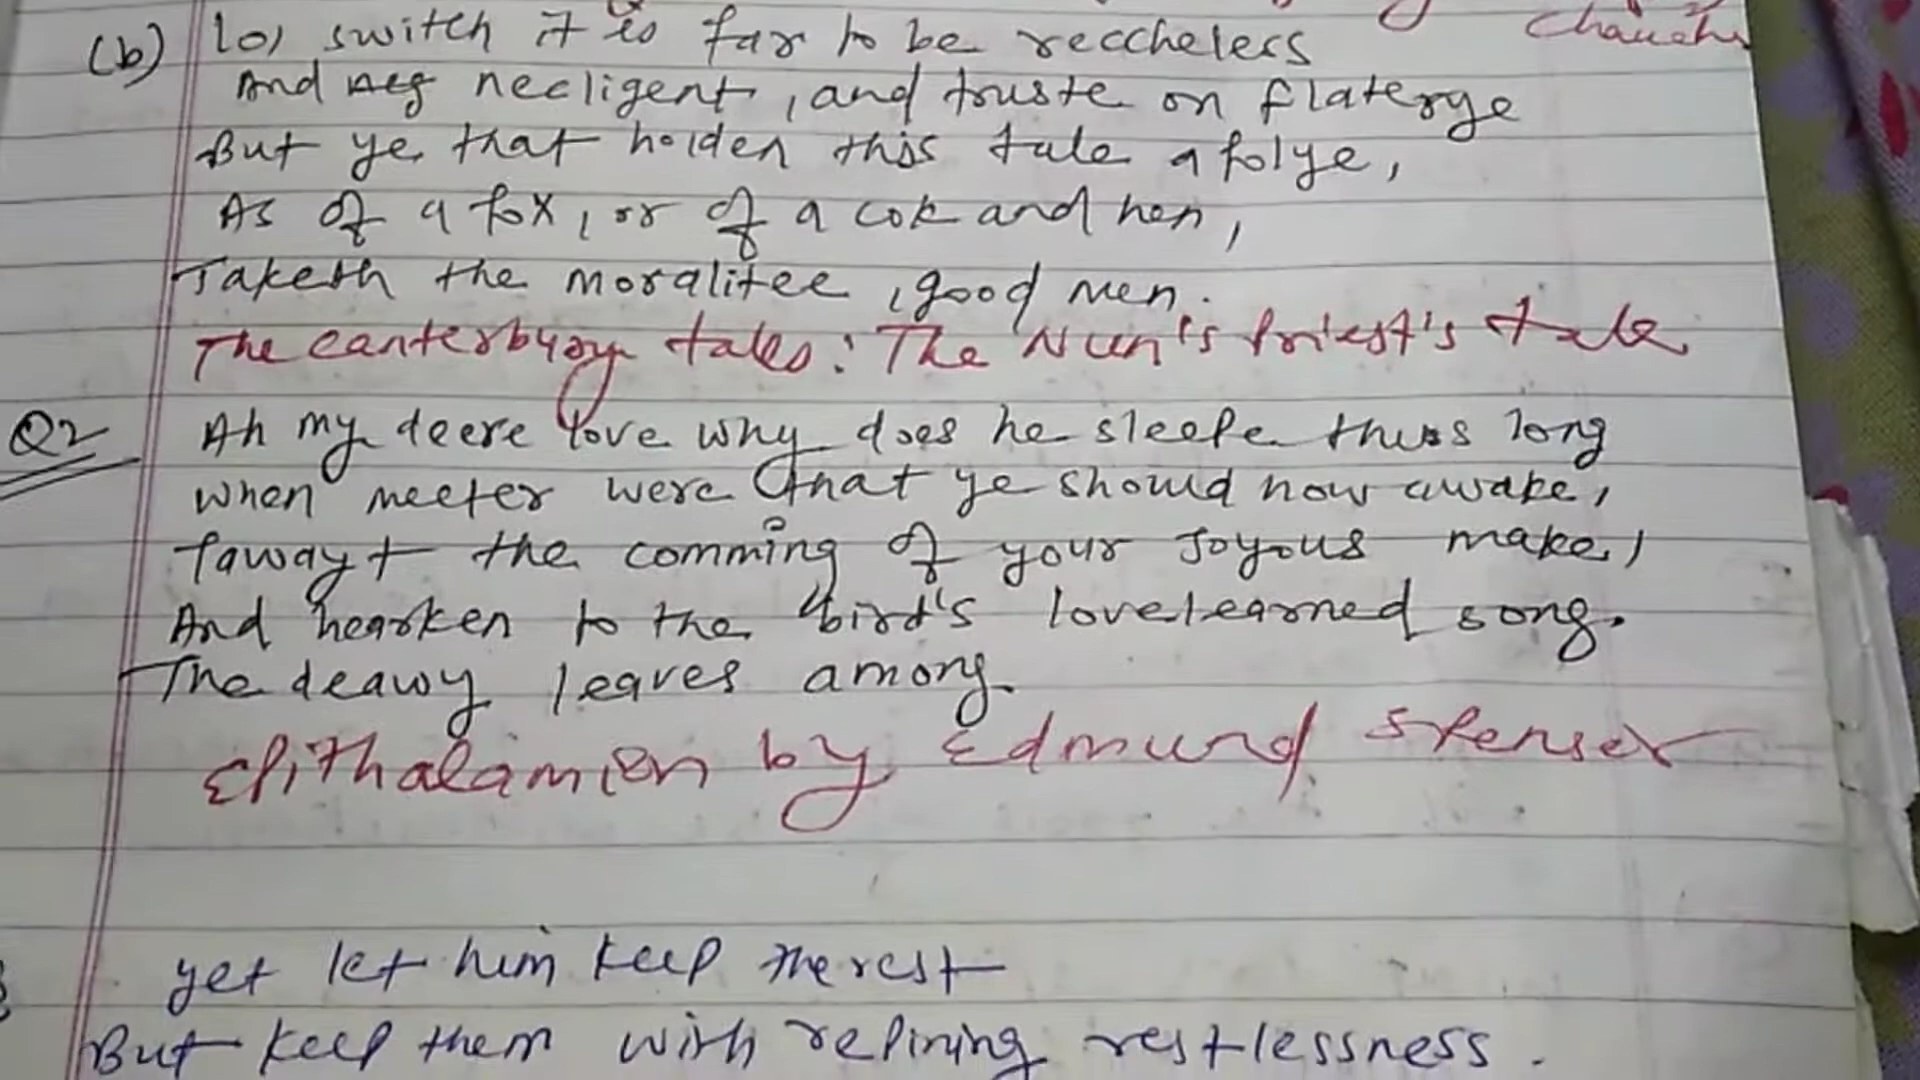 Chauch
(b) lo, switch it is far to be reccheless
And neg necligent, and truste on flaterye
But ye that holden this tale a folye,
As of a fox, or of a cok and hen,
Taketh the moralitee, good men.
The canterbury tales: The Nun's Priest's tale
Q2 Ah my deere love why does he sleepe thus long
when meeter were that ye should now awake,
Tawayt the comming of your Joyous make,
And hearken to the bird's lovelearned song.
The deawy leaves among.
Epithalamion by Edmund Spenser
yet let him keep the rest
But keep them with repining restlessness.